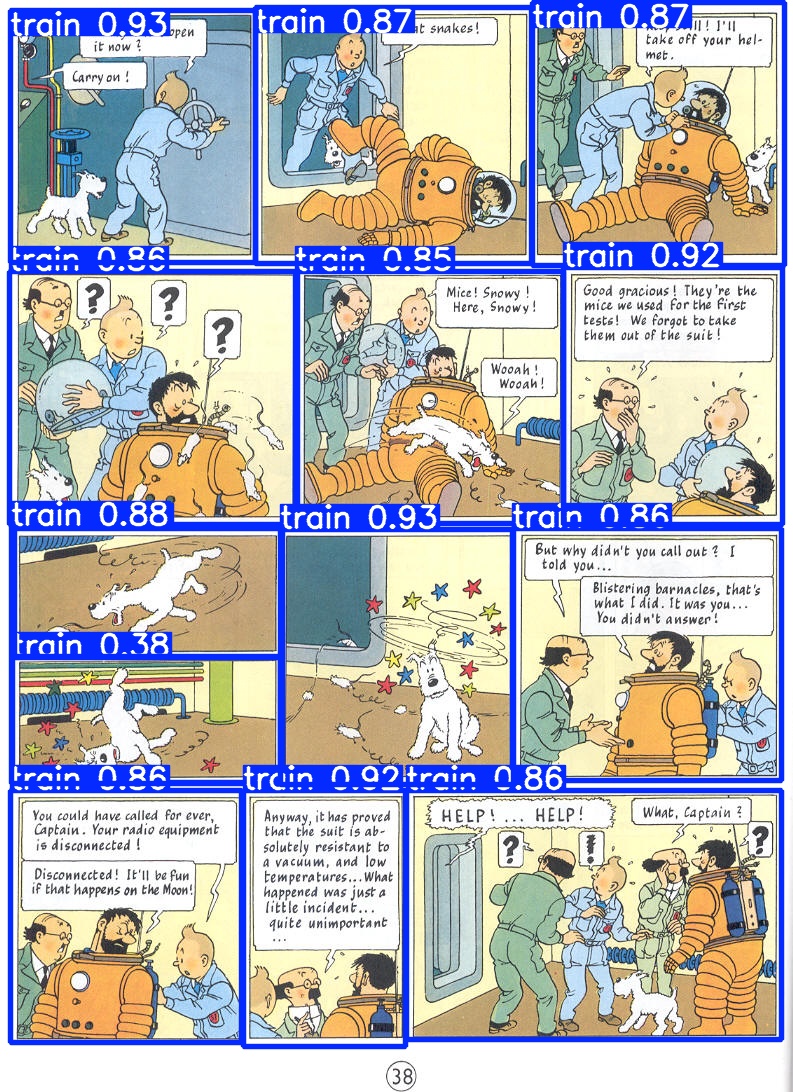 train 0.93
open
it now?
Carry on!
train 0.87
snakes!
train 0.87
I'll
take off your hel-
met.
train 0.86
?
?
?
train 0.85
Mice! Snowy!
Here, Snowy!
Wooah!
Wooah!
train 0.92
Good gracious! They're the
mice we used for the first
tests! We forgot to take
them out of the suit!
train 0.88
train 0.38
train 0.93
train 0.86
But why didn't you call out? I
told you...
Blistering barnacles, that's
what I did. It was you...
You didn't answer!
train 0.86
You could have called for ever,
Captain. Your radio equipment
is disconnected!
Disconnected! It'll be fun
if that happens on the Moon!
train 0.92
Anyway, it has proved
that the suit is ab-
solutely resistant to
a vacuum, and low
temperatures...What
happened was just a
little incident...
quite unimportant
...
train 0.86
HELP! ... HELP!
What, Captain?
?
!
?
38